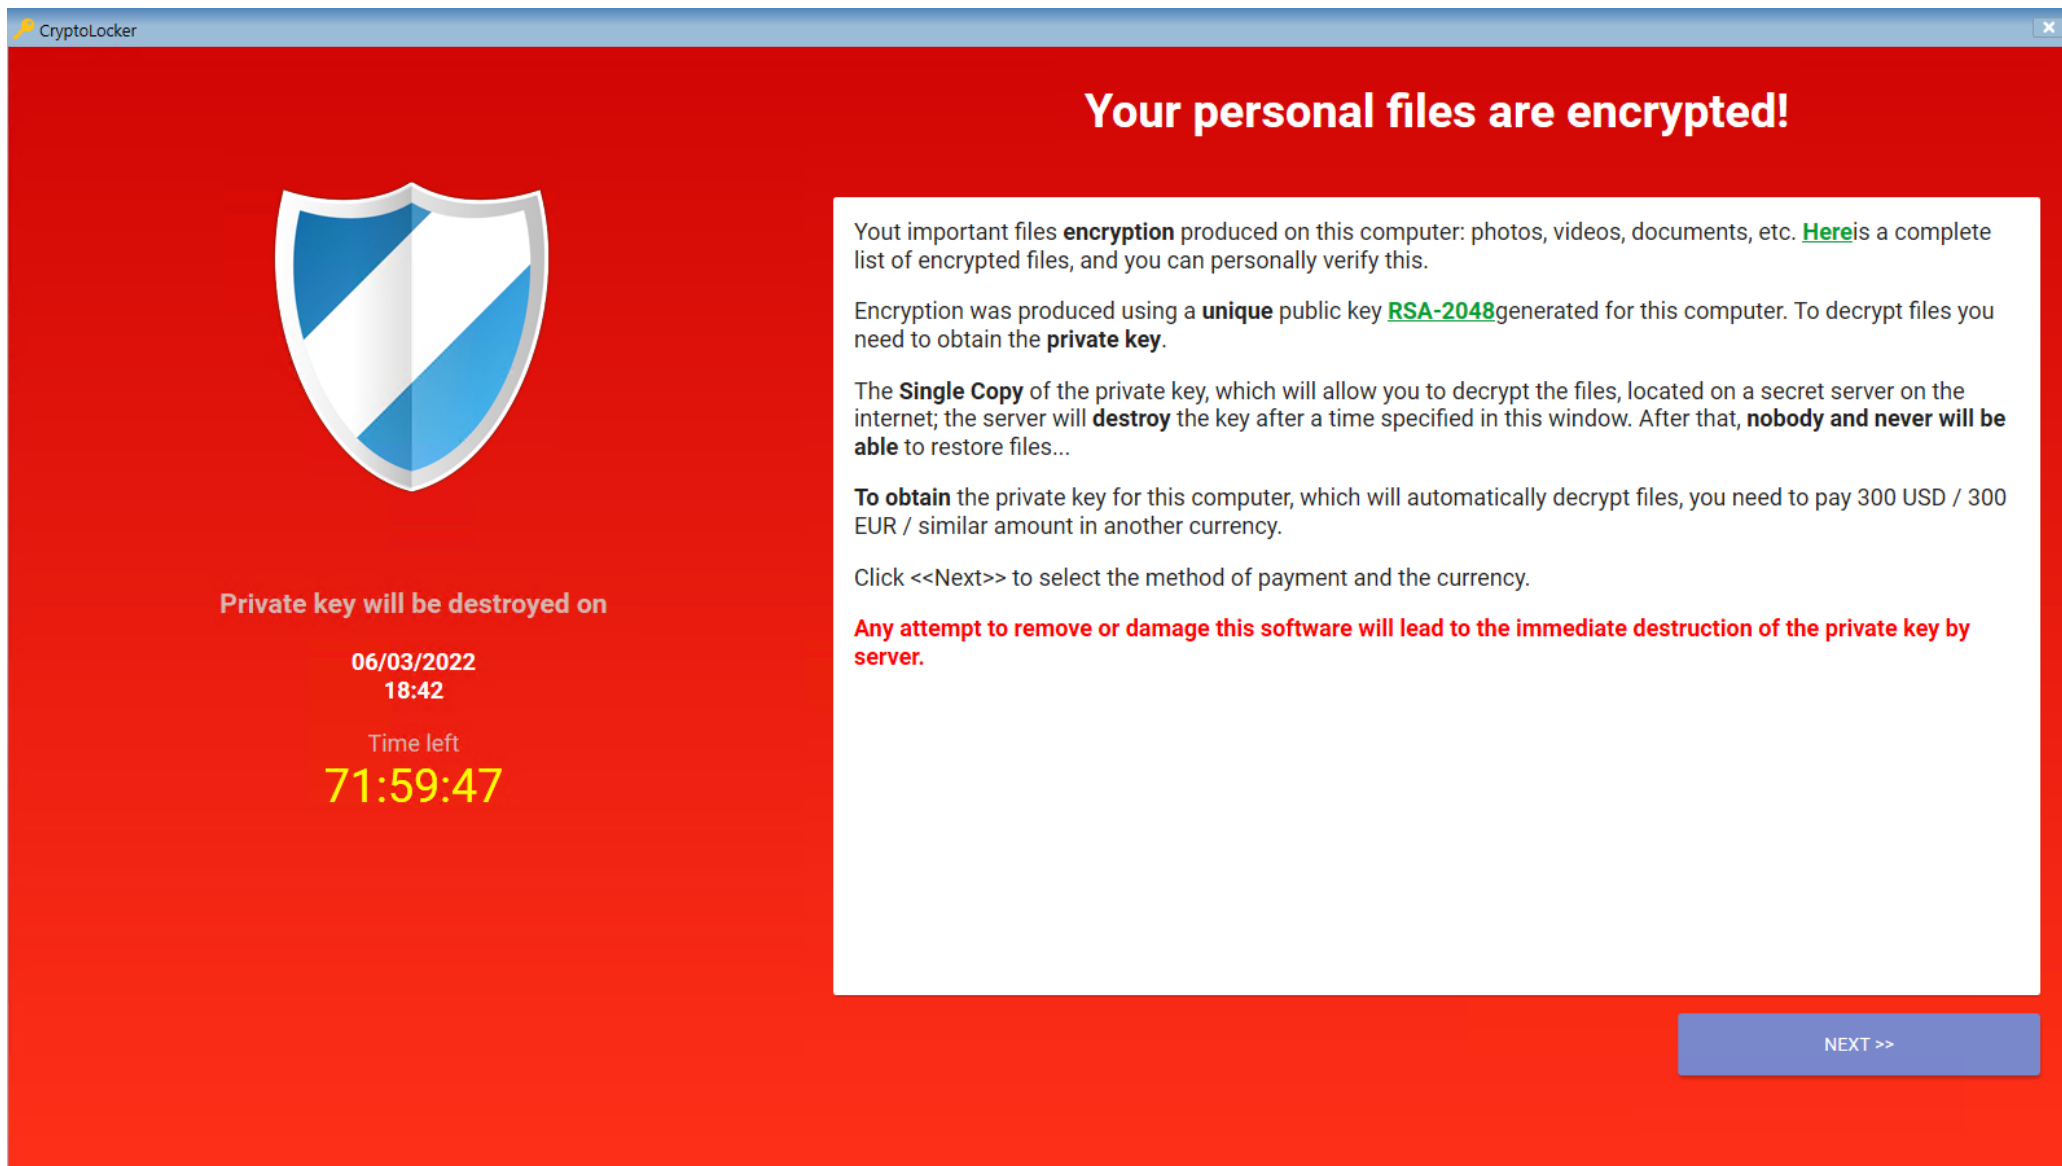 CryptoLocker
Your personal files are encrypted!
Yout important files encryption produced on this computer: photos, videos, documents, etc. Hereis a complete
list of encrypted files, and you can personally verify this.
Encryption was produced using a unique public key RSA-2048generated for this computer. To decrypt files you
need to obtain the private key.
The Single Copy of the private key, which will allow you to decrypt the files, located on a secret server on the
internet; the server will destroy the key after a time specified in this window. After that, nobody and never will be
able to restore files...
To obtain the private key for this computer, which will automatically decrypt files, you need to pay 300 USD / 300
EUR / similar amount in another currency.
Click <<Next>> to select the method of payment and the currency.
Any attempt to remove or damage this software will lead to the immediate destruction of the private key by
server.
Private key will be destroyed on
06/03/2022
18:42
Time left
71:59:47
NEXT >>